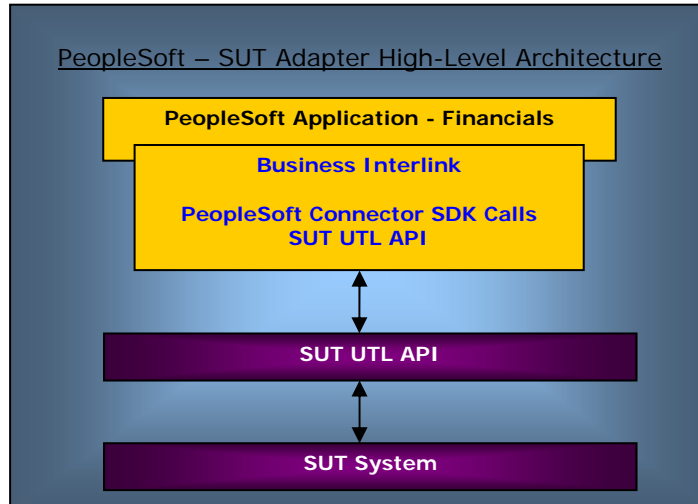 PeopleSoft – SUT Adapter High-Level Architecture
PeopleSoft Application - Financials
Business Interlink
PeopleSoft Connector SDK Calls
SUT UTL API
SUT UTL API
SUT System